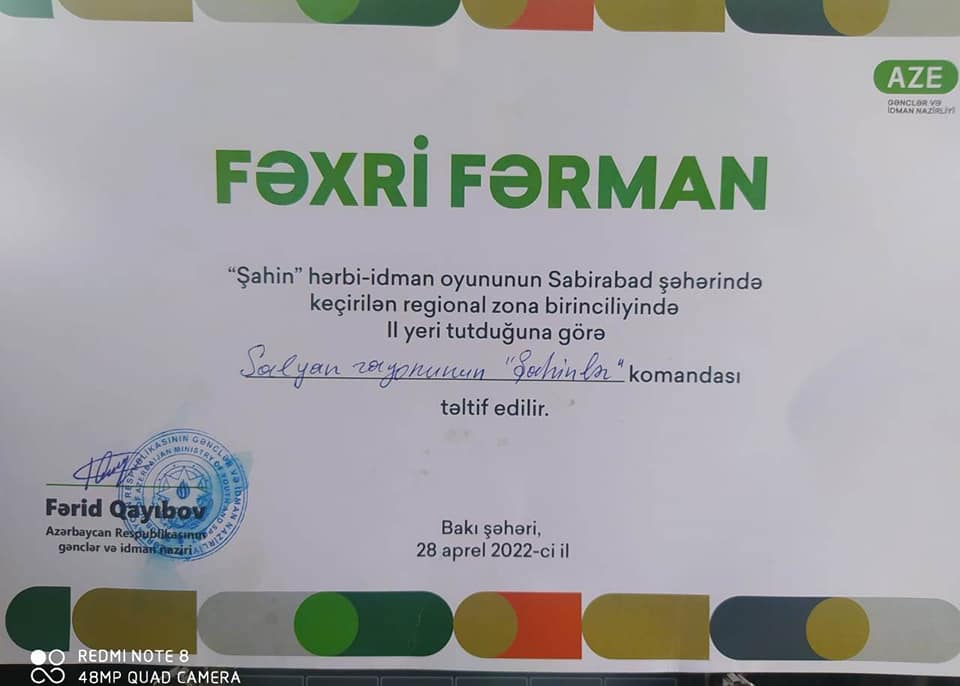 AZE
GƏNCLƏR VƏ
İDMAN NAZİRLİYİ
FƏXRİ FƏRMAN
“Şahin” hərbi-idman oyununun Sabirabad şəhərində
keçirilən regional zona birinciliyində
II yeri tutduğuna görə
Salyan rayonunun "Şahinlər" komandası
təltif edilir.
Fərid Qayıbov
Azərbaycan Respublikasının
gənclər və idman naziri
Bakı şəhəri,
28 aprel 2022-ci il
REDMI NOTE 8
48MP QUAD CAMERA